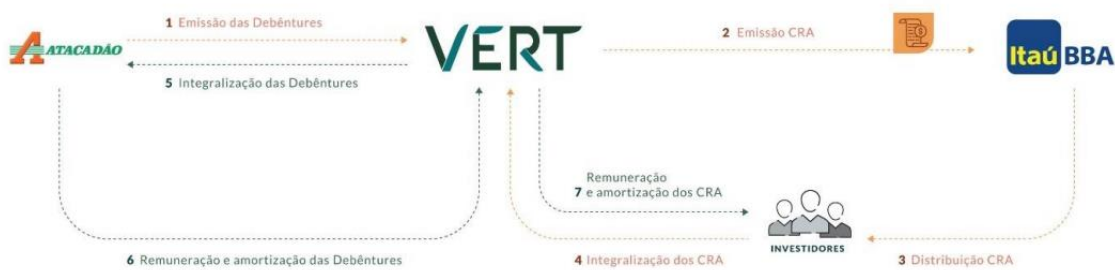 1 Emissão das Debêntures
ATACADÃO
VERT
2 Emissão CRA
Itaú BBA
5 Integralização das Debêntures
Remuneração
7 e amortização dos CRA
INVESTIDORES
6 Remuneração e amortização das Debêntures
4 Integralização dos CRA
3 Distribuição CRA